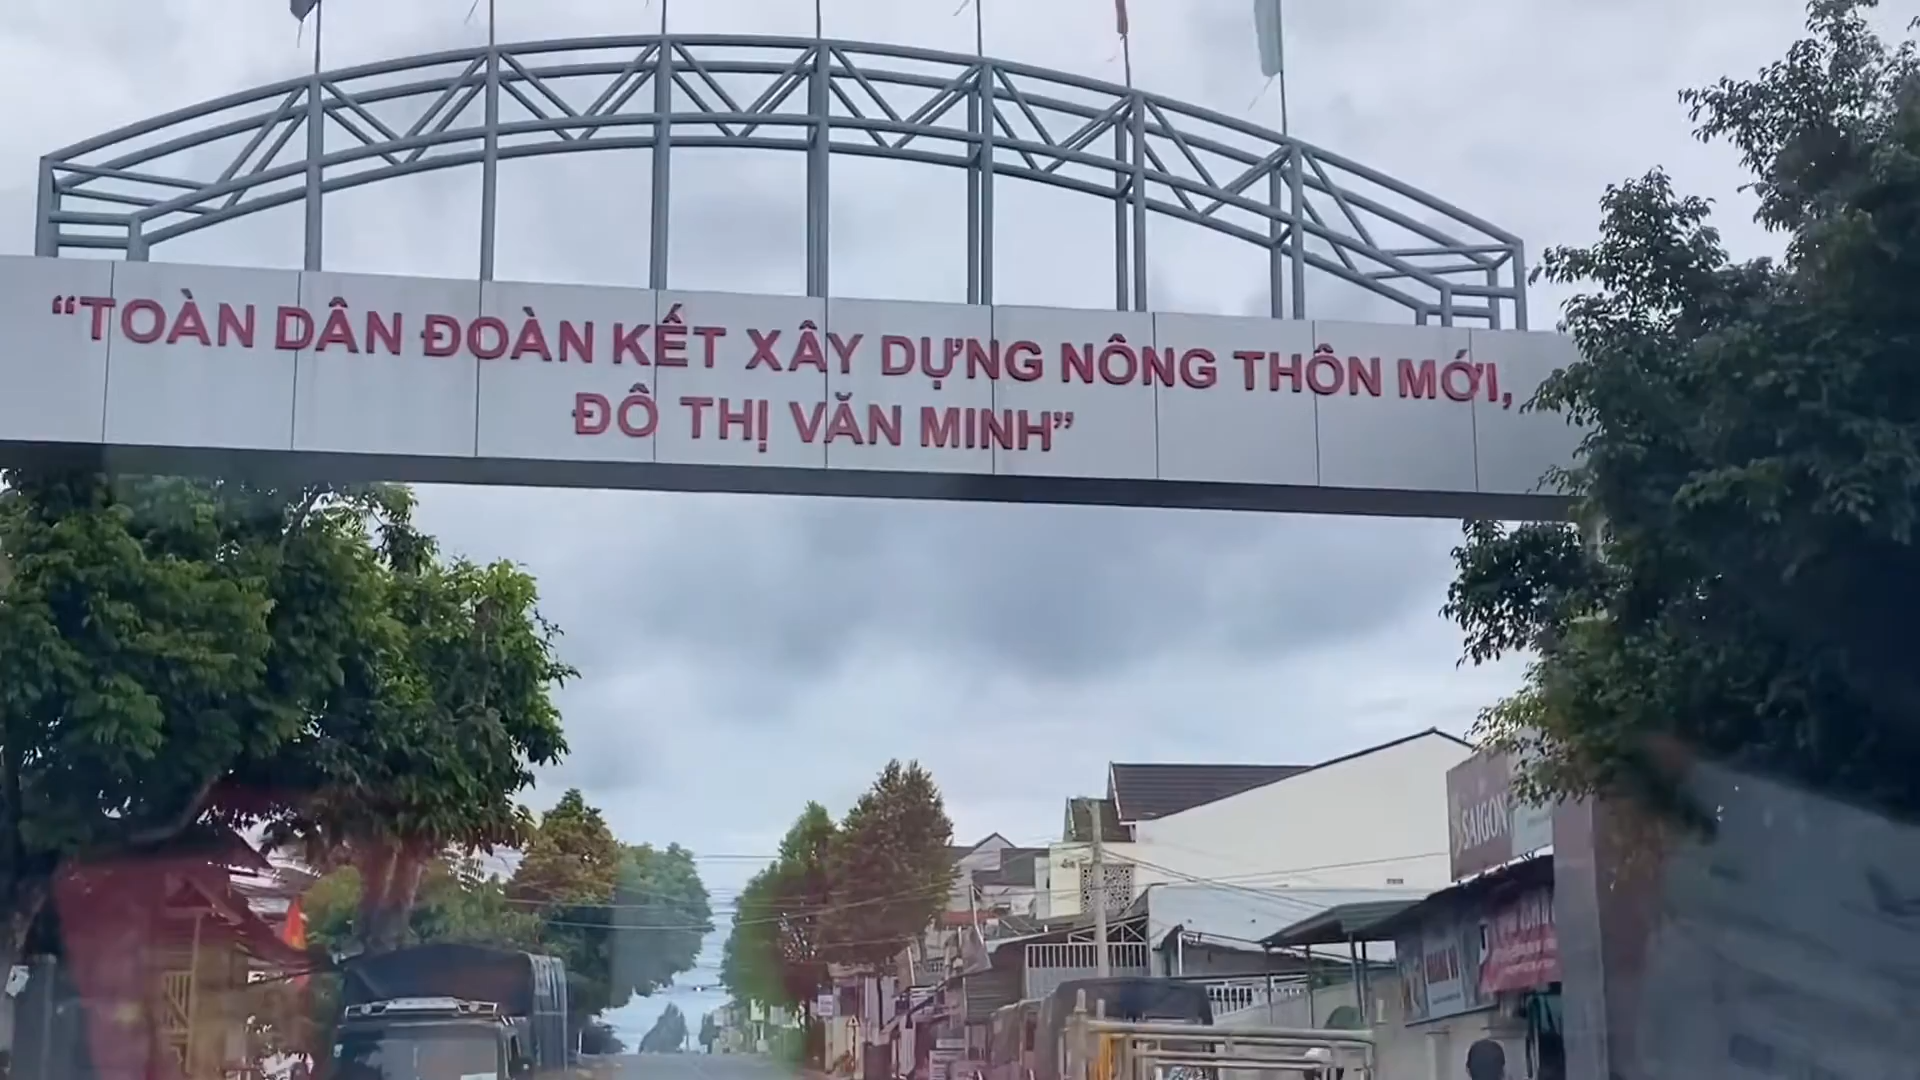 “TOÀN DÂN ĐOÀN KẾT XÂY DỰNG NÔNG THÔN MỚI,
ĐÔ THỊ VĂN MINH”
SAIGON